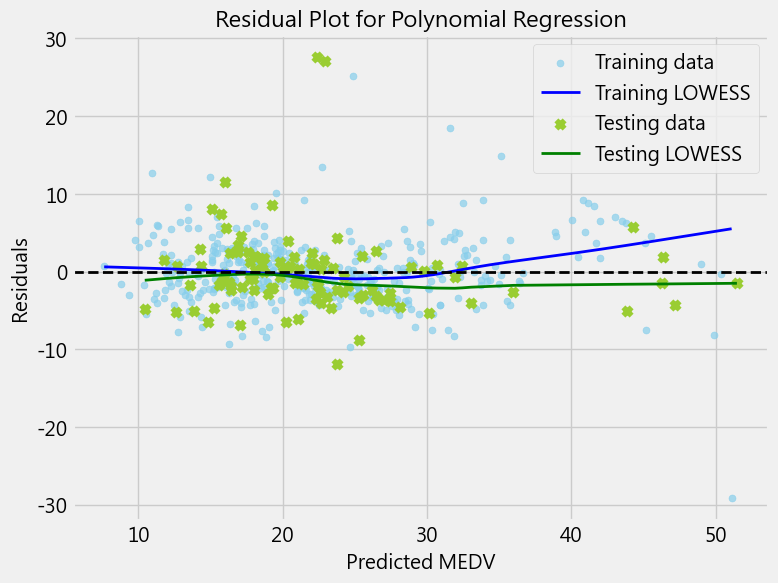 Residual Plot for Polynomial Regression
Training data
Training LOWESS
Testing data
Testing LOWESS
30
20
10
0
-10
-20
-30
Residuals
10 20 30 40 50
Predicted MEDV